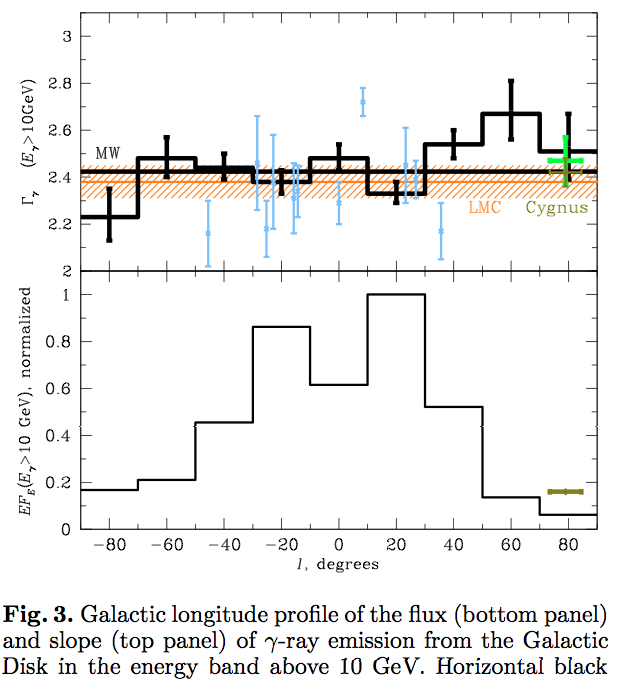 3
2.8
2.6
2.4
2.2
2
Γγ (Eγ>10GeV)
MW
LMC
Cygnus
1
0.8
0.6
0.4
0.2
0
EFE(Eγ>10 GeV), normalized
−80 −60 −40 −20 0 20 40 60 80
l, degrees
Fig. 3. Galactic longitude profile of the flux (bottom panel)
and slope (top panel) of γ-ray emission from the Galactic
Disk in the energy band above 10 GeV. Horizontal black